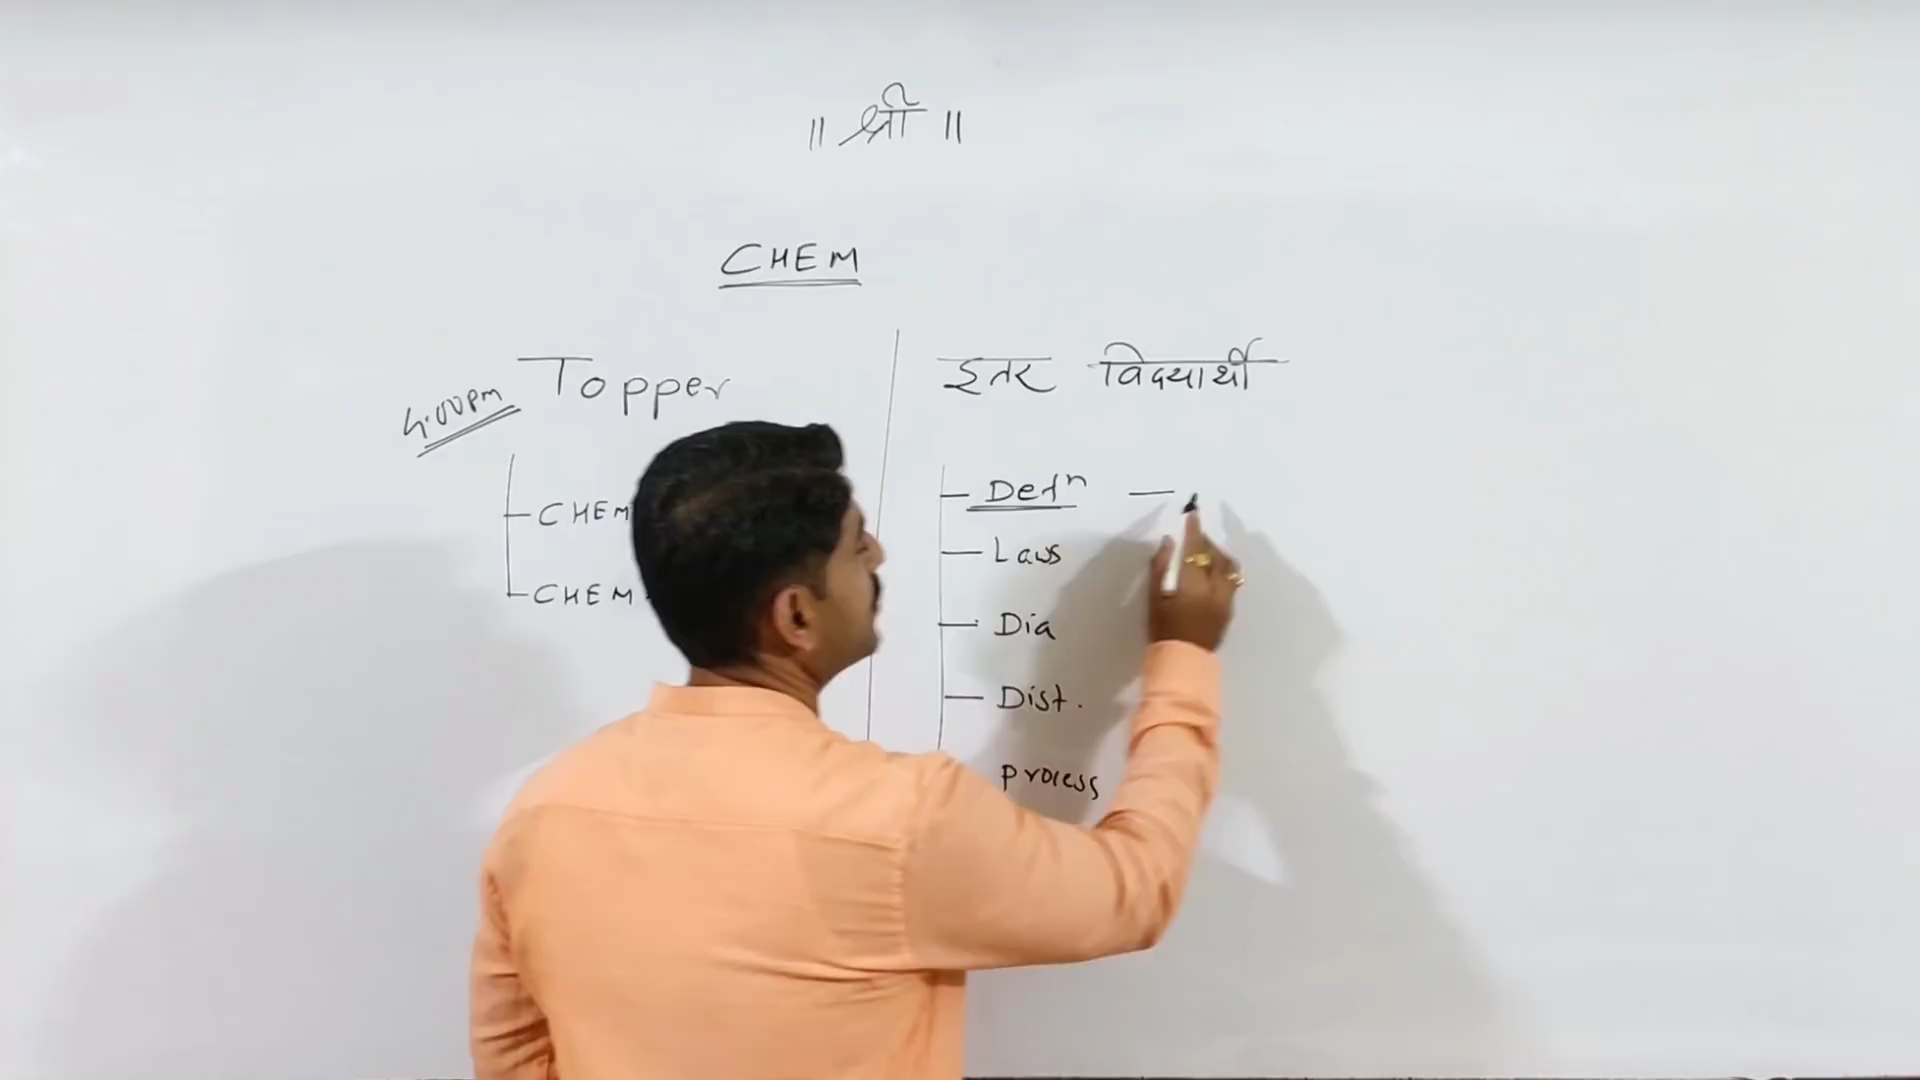 ॥ श्री ॥
CHEM
Topper
4:00pm
CHEM
CHEM
इतर विद्यार्थी
Defn
Laws
Dia
Dist.
process